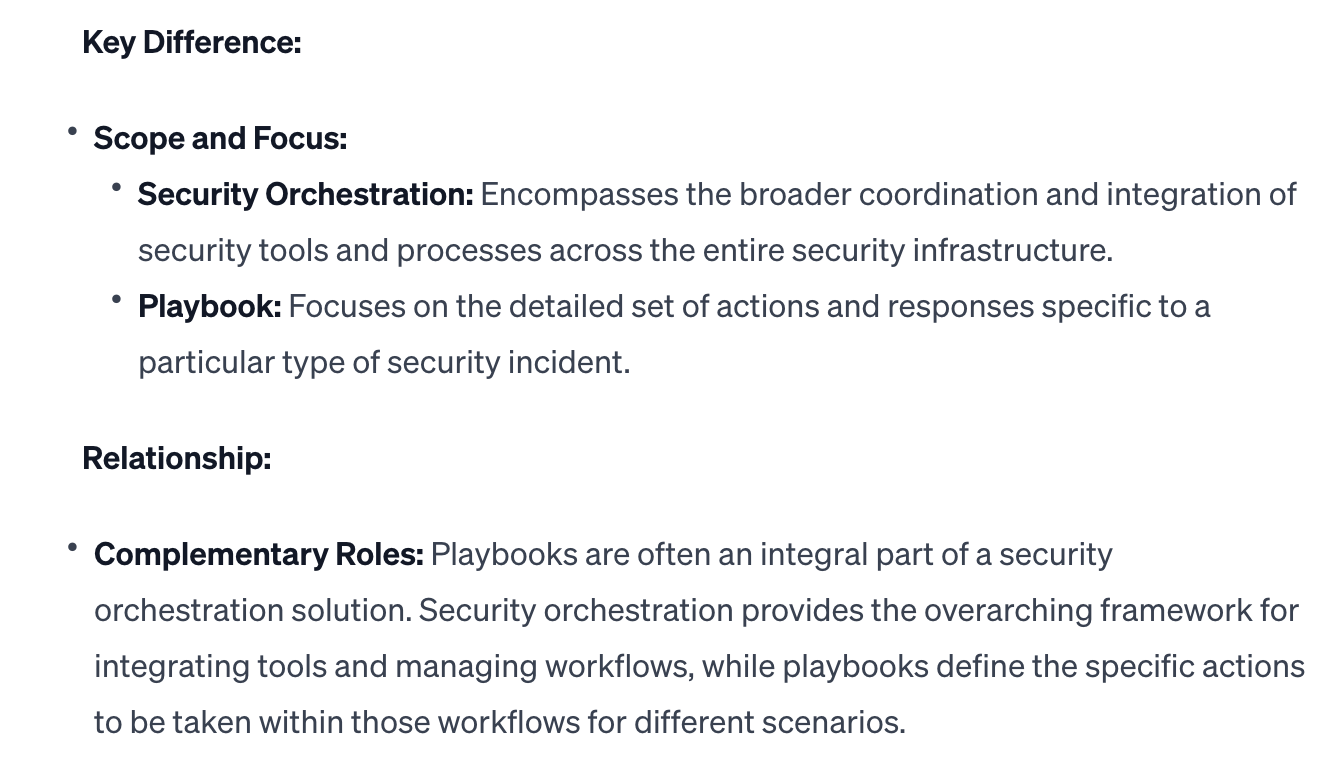 Key Difference:
• Scope and Focus:
• Security Orchestration: Encompasses the broader coordination and integration of
security tools and processes across the entire security infrastructure.
• Playbook: Focuses on the detailed set of actions and responses specific to a
particular type of security incident.
Relationship:
• Complementary Roles: Playbooks are often an integral part of a security
orchestration solution. Security orchestration provides the overarching framework for
integrating tools and managing workflows, while playbooks define the specific actions
to be taken within those workflows for different scenarios.